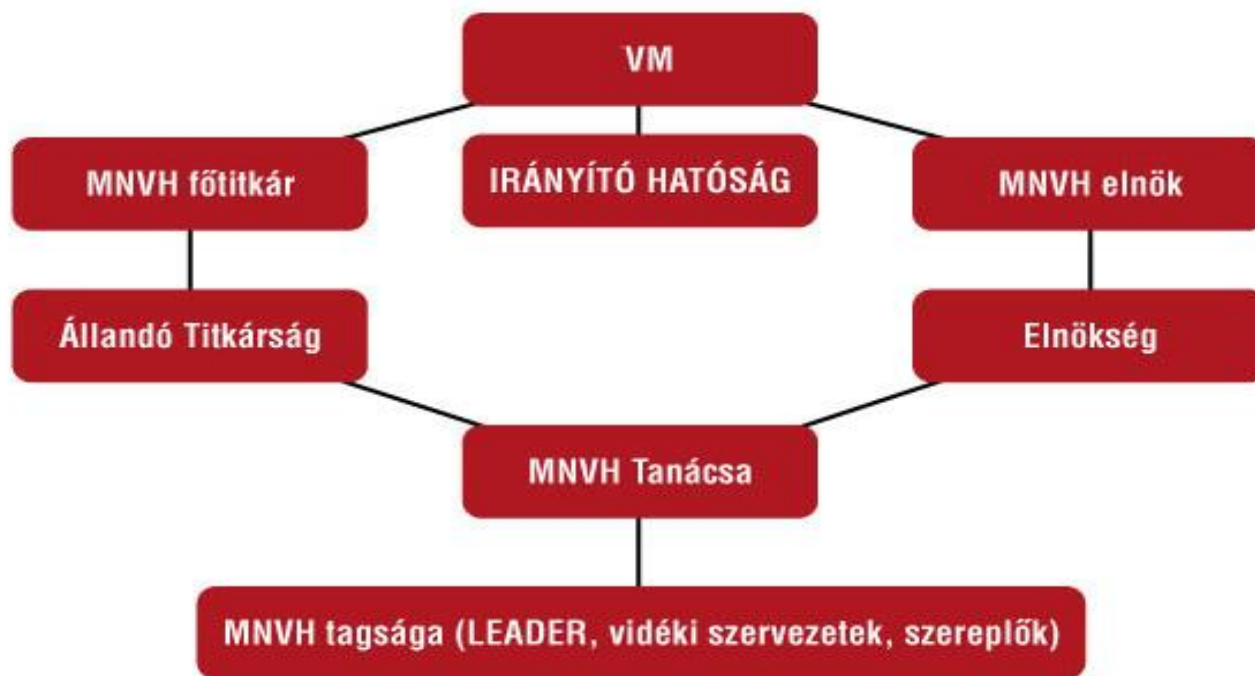 VM
MNVH főtitkár
IRÁNYÍTÓ HATÓSÁG
MNVH elnök
Állandó Titkárság
Elnökség
MNVH Tanácsa
MNVH tagsága (LEADER, vidéki szervezetek, szereplők)